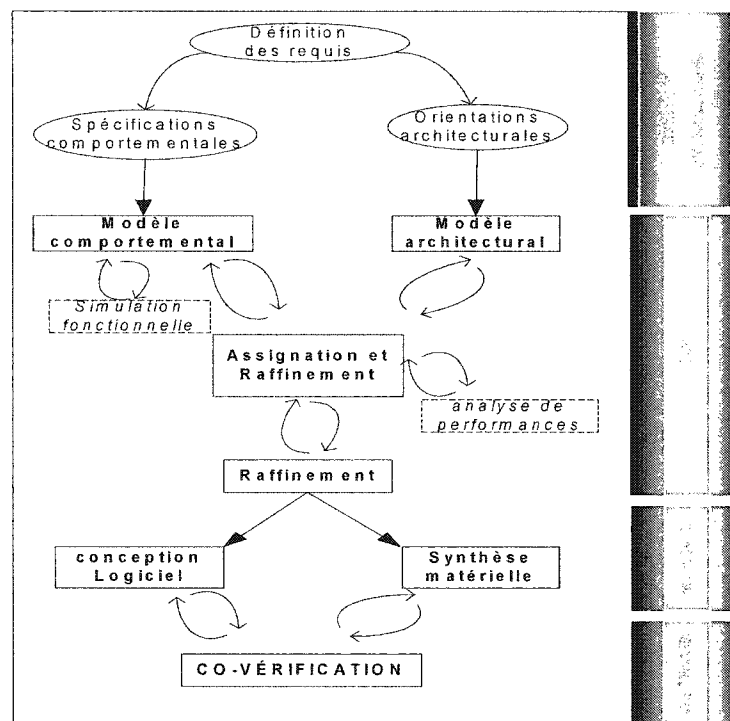 Définition
des requis
Spécifications
comportementales
Orientations
architecturales
Modèle
comportemental
Modèle
architectural
Simulation
fonctionnelle
Assignation et
Raffinement
analyse de
performances
Raffinement
conception
Logiciel
Synthèse
matérielle
CO-VÉRIFICATION